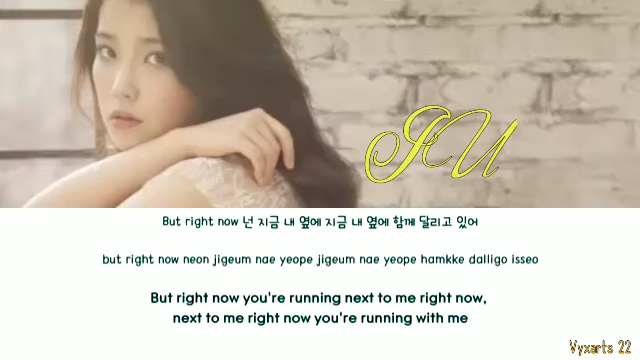 IU
But right now 넌 지금 내 옆에 지금 내 옆에 함께 달리고 있어
but right now neon jigeum nae yeope jigeum nae yeope hamkke dalligo isseo
But right now you're running next to me right now,
next to me right now you're running with me
Vyxarts 22